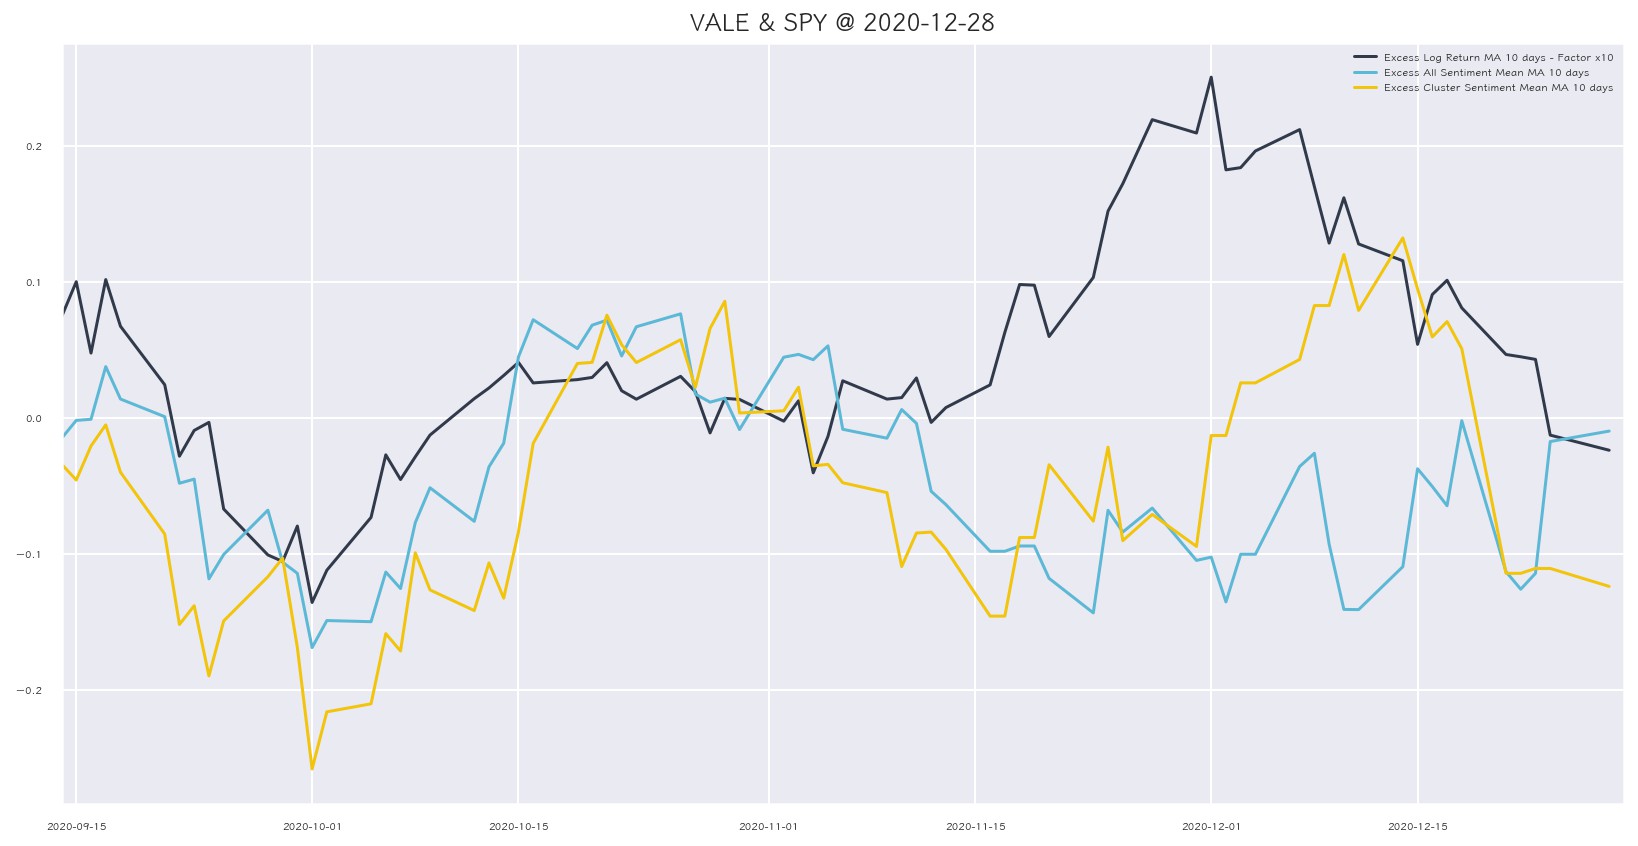 VALE & SPY @ 2020-12-28
Excess Log Return MA 10 days - Factor x10
Excess All Sentiment Mean MA 10 days
Excess Cluster Sentiment Mean MA 10 days
0.2
0.1
0.0
−0.1
−0.2
2020-09-15 2020-10-01 2020-10-15 2020-11-01 2020-11-15 2020-12-01 2020-12-15